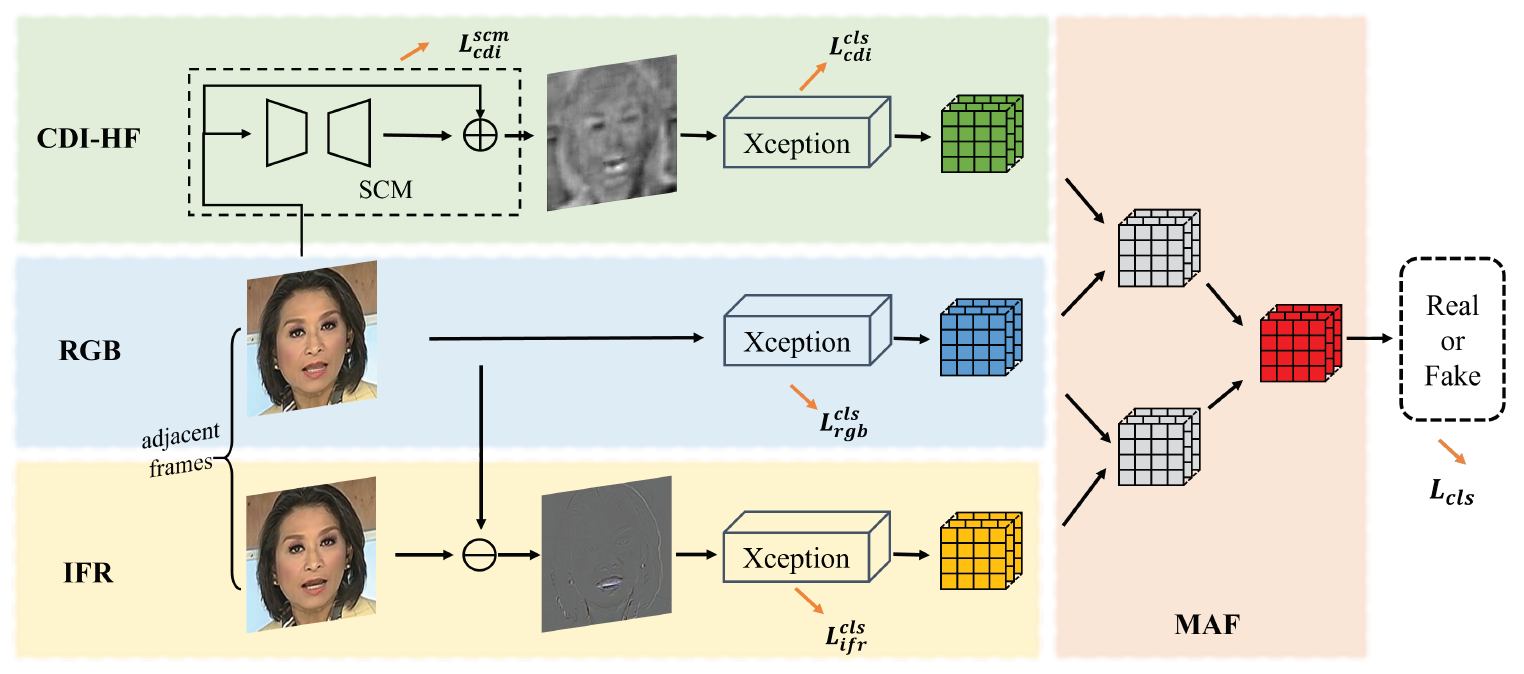 L_{cdi}^{scm}
L_{cdi}^{cls}
CDI-HF
Xception
SCM
RGB
Xception
Real
or
Fake
L_{rgb}^{cls}
adjacent
frames
L_{cls}
IFR
Xception
MAF
L_{ifr}^{cls}